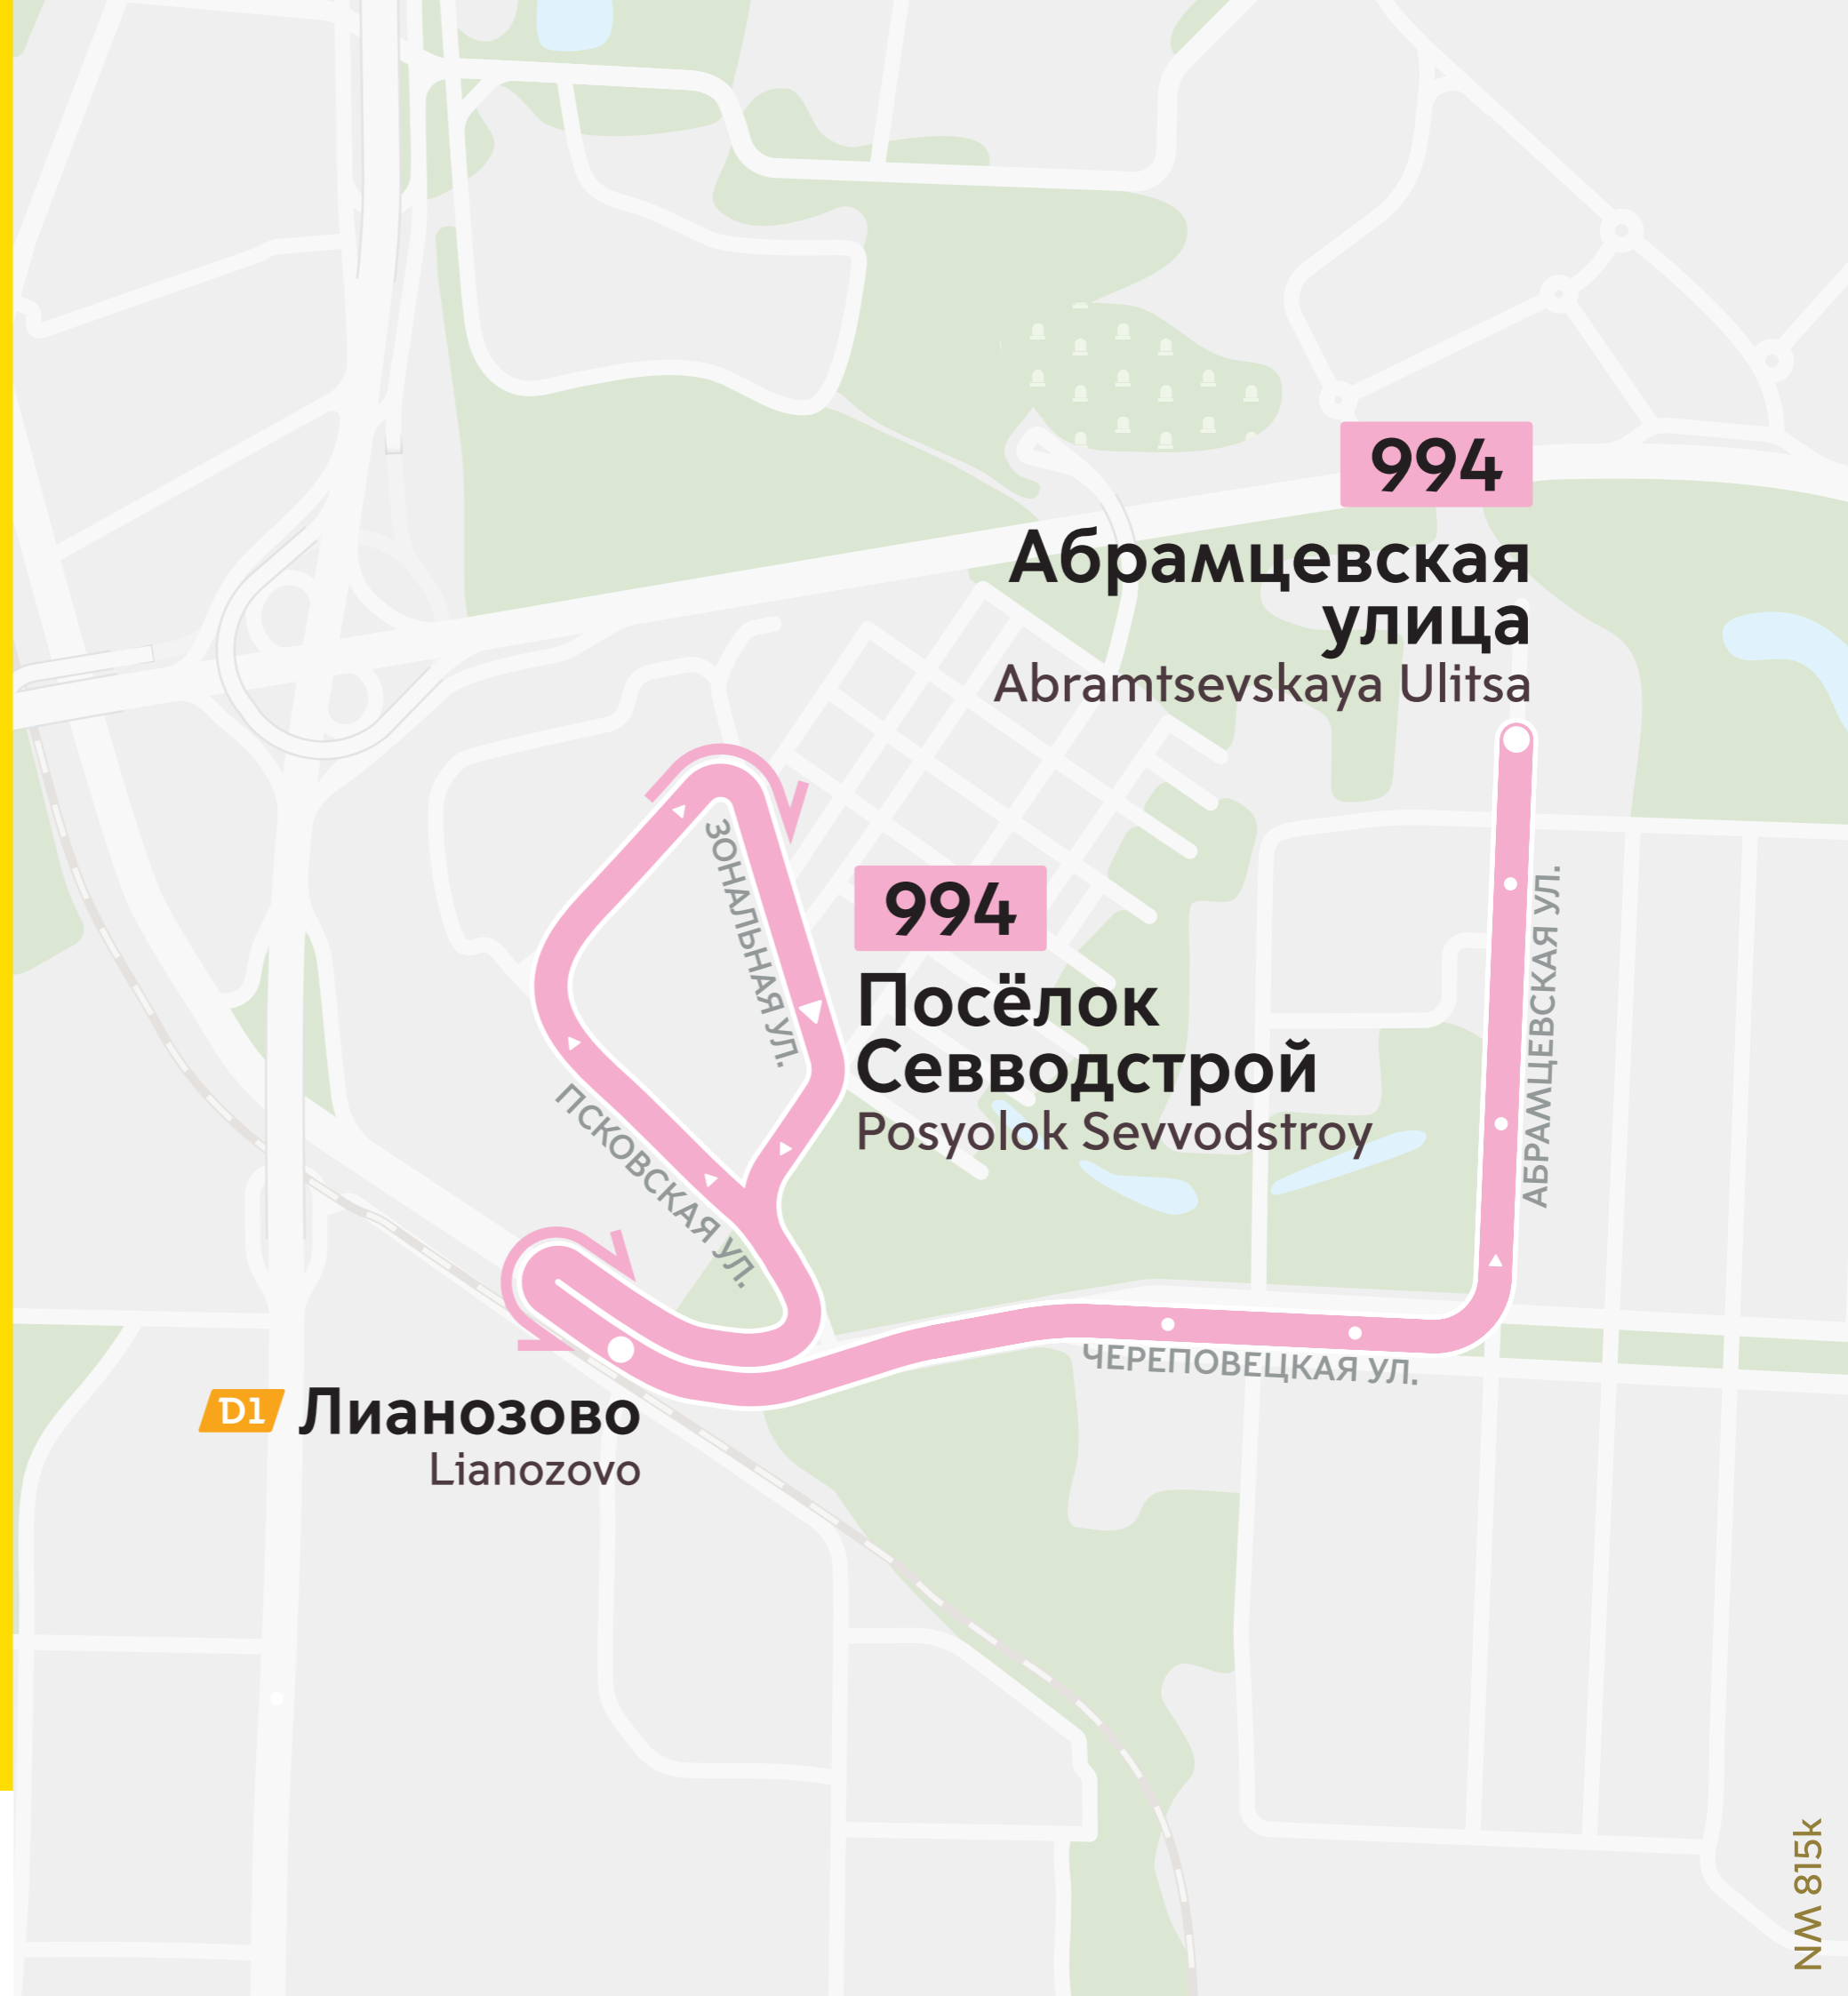 994
Абрамцевская
улица
Abramtsevskaya Ulitsa
ЗОНАЛЬНАЯ УЛ.
994
Посёлок
Севводстрой
Posyolok Sevvodstroy
АБРАМЦЕВСКАЯ УЛ.
ПСКОВСКАЯ УЛ.
ЧЕРЕПОВЕЦКАЯ УЛ.
D1 Лианозово
Lianozovo
NW 815k